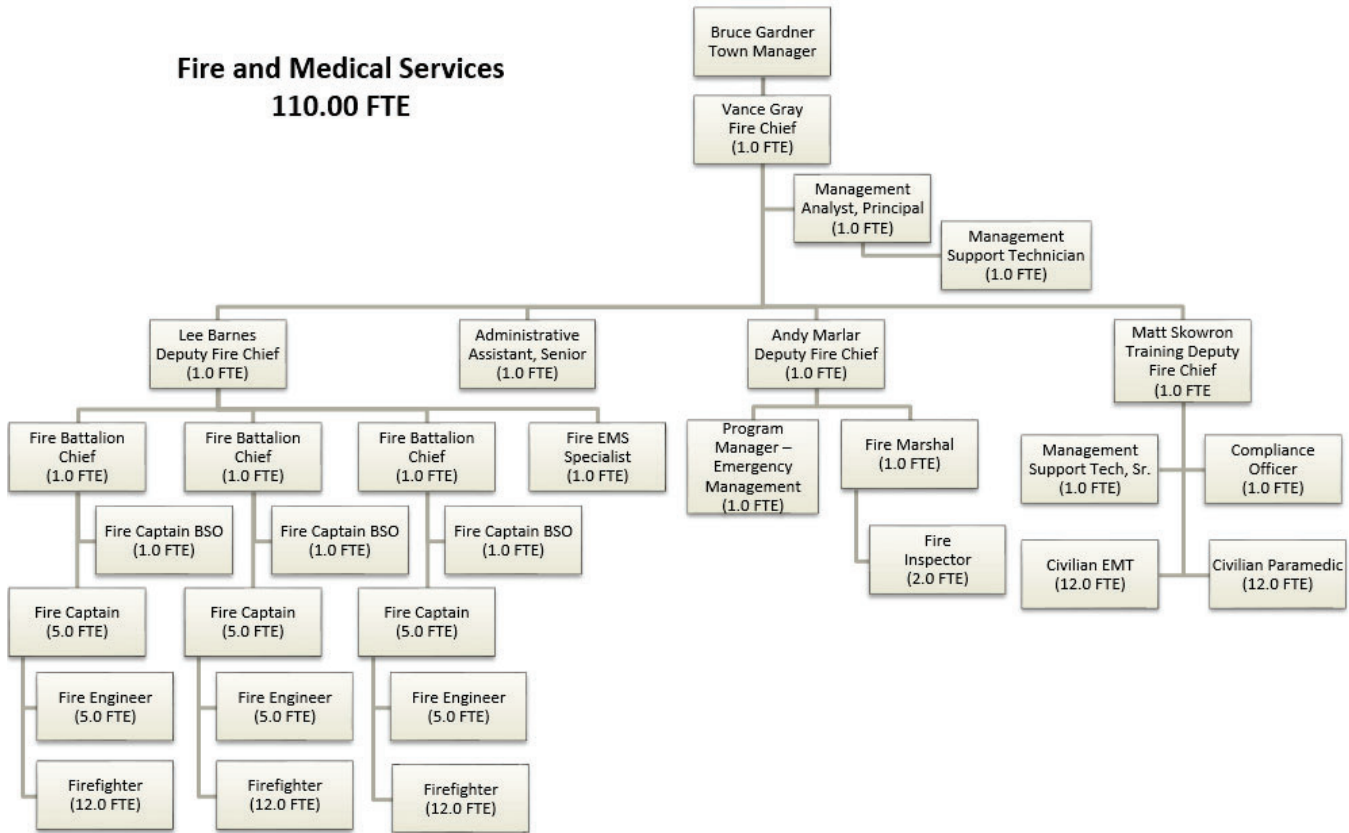 Fire and Medical Services
110.00 FTE
Bruce Gardner
Town Manager
Vance Gray
Fire Chief
(1.0 FTE)
Management
Analyst, Principal
(1.0 FTE)
Management
Support Technician
(1.0 FTE)
Lee Barnes
Deputy Fire Chief
(1.0 FTE)
Administrative
Assistant, Senior
(1.0 FTE)
Andy Marlar
Deputy Fire Chief
(1.0 FTE)
Matt Skowron
Training Deputy
Fire Chief
(1.0 FTE
Fire Battalion
Chief
(1.0 FTE)
Fire Battalion
Chief
(1.0 FTE)
Fire Battalion
Chief
(1.0 FTE)
Fire EMS
Specialist
(1.0 FTE)
Program
Manager –
Emergency
Management
(1.0 FTE)
Fire Marshal
(1.0 FTE)
Management
Support Tech, Sr.
(1.0 FTE)
Compliance
Officer
(1.0 FTE)
Fire Captain BSO
(1.0 FTE)
Fire Captain BSO
(1.0 FTE)
Fire Captain BSO
(1.0 FTE)
Fire
Inspector
(2.0 FTE)
Civilian EMT
(12.0 FTE)
Civilian Paramedic
(12.0 FTE)
Fire Captain
(5.0 FTE)
Fire Captain
(5.0 FTE)
Fire Captain
(5.0 FTE)
Fire Engineer
(5.0 FTE)
Fire Engineer
(5.0 FTE)
Fire Engineer
(5.0 FTE)
Firefighter
(12.0 FTE)
Firefighter
(12.0 FTE)
Firefighter
(12.0 FTE)